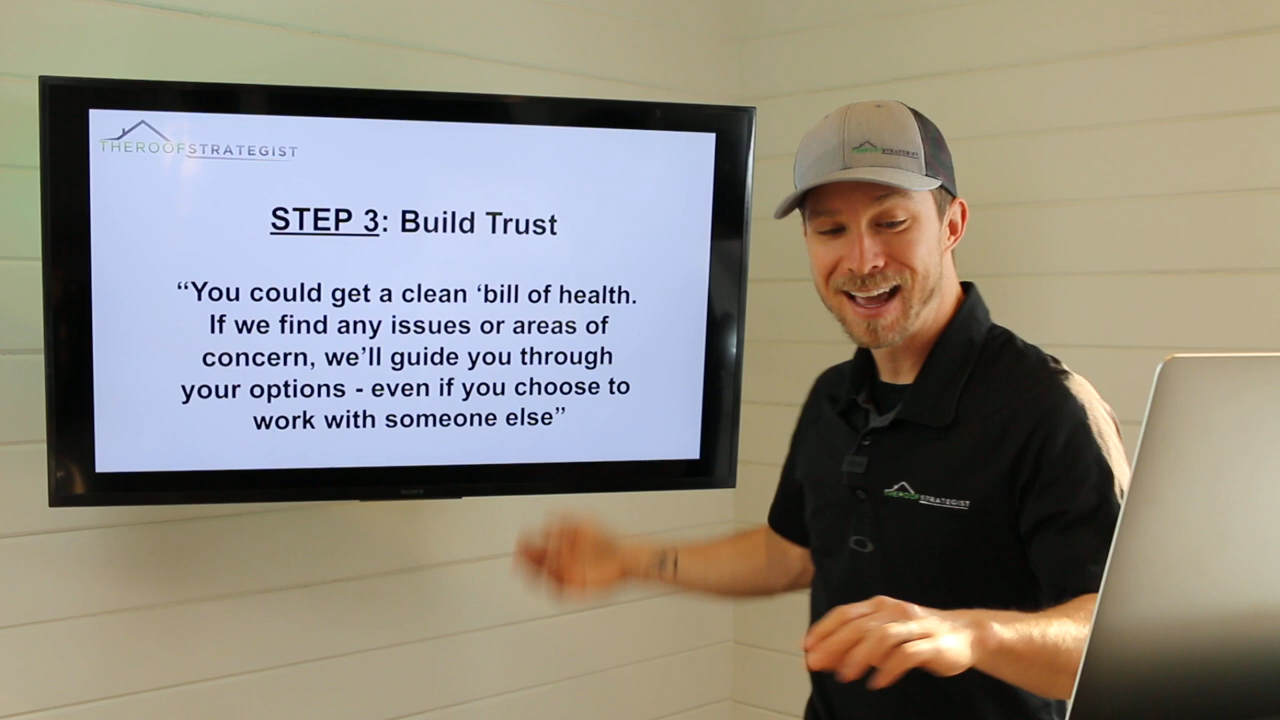 THEROOFSTRATEGIST
STEP 3: Build Trust
“You could get a clean ‘bill of health.
If we find any issues or areas of
concern, we’ll guide you through
your options - even if you choose to
work with someone else”
SONY
THEROOFSTRATEGIST
THEROOFSTRATEGIST